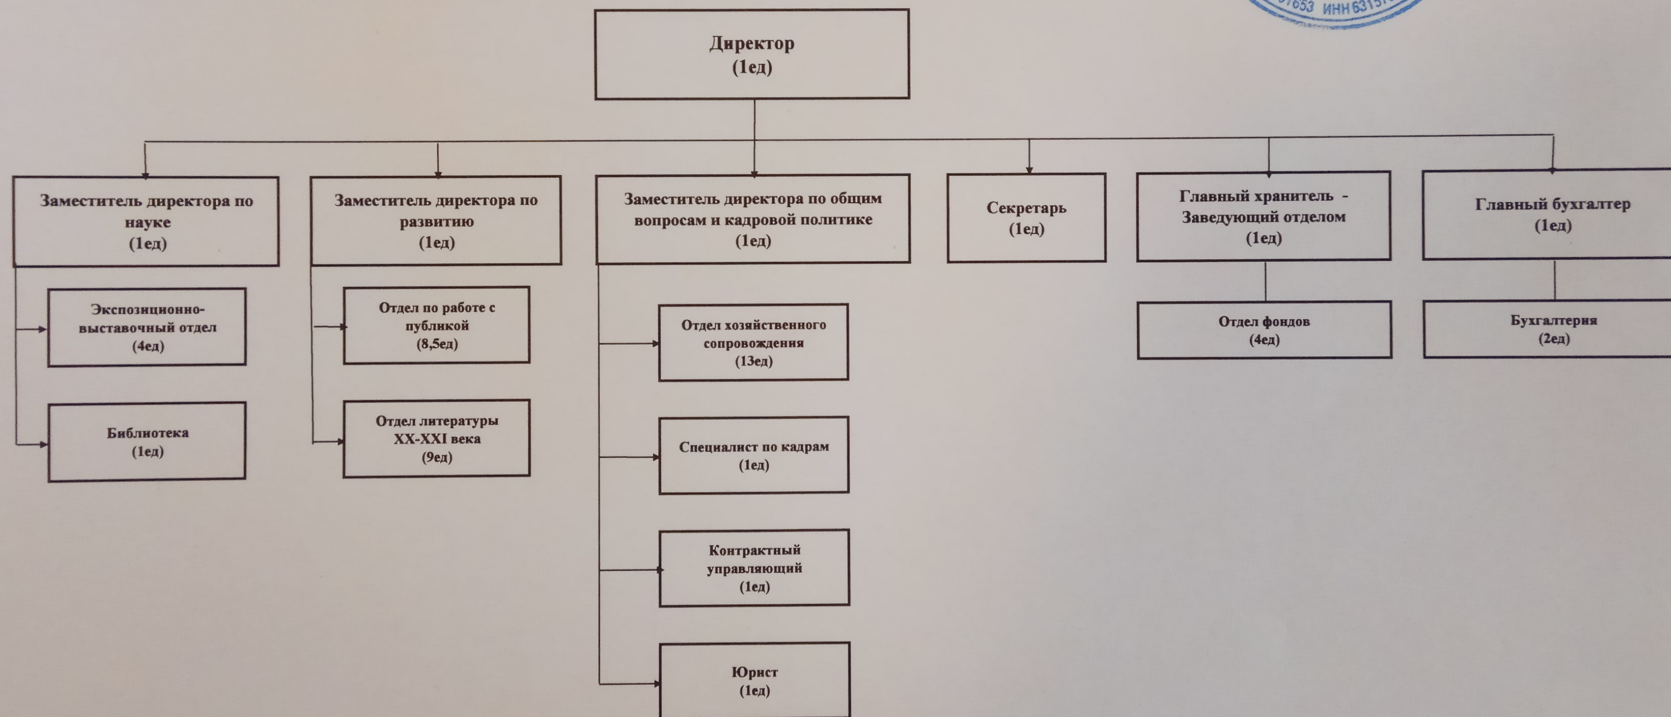 1653 ИНН 6315
Директор
(1ед)
Заместитель директора по
науке
(1ед)
Заместитель директора по
развитию
(1ед)
Заместитель директора по общим
вопросам и кадровой политике
(1ед)
Секретарь
(1ед)
Главный хранитель -
Заведующий отделом
(1ед)
Главный бухгалтер
(1ед)
Экспозиционно-
выставочный отдел
(4ед)
Библиотека
(1ед)
Отдел по работе с
публикой
(8,5ед)
Отдел литературы
XX-XXI века
(9ед)
Отдел хозяйственного
сопровождения
(13ед)
Специалист по кадрам
(1ед)
Контрактный
управляющий
(1ед)
Юрист
(1ед)
Отдел фондов
(4ед)
Бухгалтерия
(2ед)